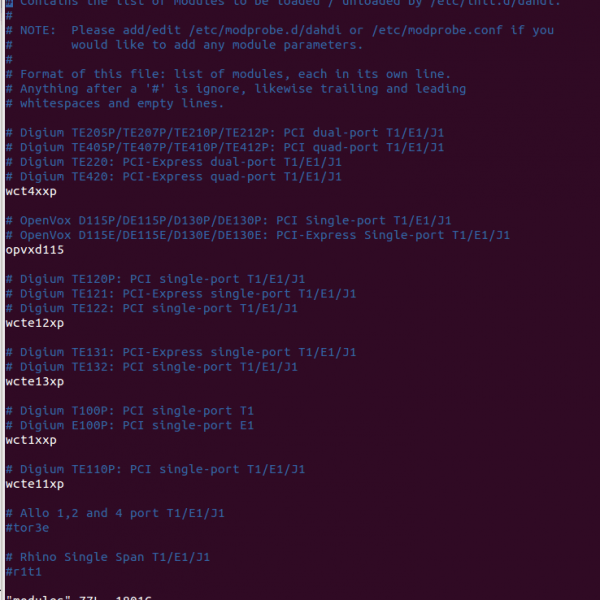 # Contains the list of modules to be loaded / unloaded by /etc/init.d/dahdi.
#
# NOTE:  Please add/edit /etc/modprobe.d/dahdi or /etc/modprobe.conf if you
#        would like to add any module parameters.
#
# Format of this file: list of modules, each in its own line.
# Anything after a '#' is ignore, likewise trailing and leading
# whitespaces and empty lines.
# Digium TE205P/TE207P/TE210P/TE212P: PCI dual-port T1/E1/J1
# Digium TE405P/TE407P/TE410P/TE412P: PCI quad-port T1/E1/J1
# Digium TE220: PCI-Express dual-port T1/E1/J1
# Digium TE420: PCI-Express quad-port T1/E1/J1
wct4xxp
# OpenVox D115P/DE115P/D130P/DE130P: PCI Single-port T1/E1/J1
# OpenVox D115E/DE115E/D130E/DE130E: PCI-Express Single-port T1/E1/J1
opvxd115
# Digium TE120P: PCI single-port T1/E1/J1
# Digium TE121: PCI-Express single-port T1/E1/J1
# Digium TE122: PCI single-port T1/E1/J1
wcte12xp
# Digium TE131: PCI-Express single-port T1/E1/J1
# Digium TE132: PCI single-port T1/E1/J1
wcte13xp
# Digium T100P: PCI single-port T1
# Digium E100P: PCI single-port E1
wct1xxp
# Digium TE110P: PCI single-port T1/E1/J1
wcte11xp
# Allo 1,2 and 4 port T1/E1/J1
#tor3e
# Rhino Single Span T1/E1/J1
#r1t1
"modules" 77L, 1801C